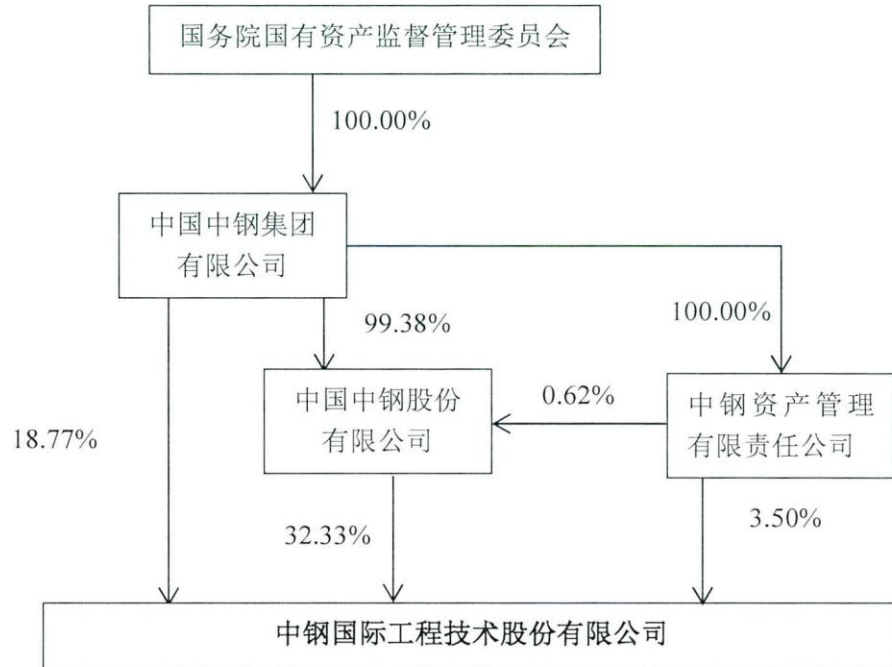 国务院国有资产监督管理委员会
100.00%
中国中钢集团
有限公司
99.38%
100.00%
中国中钢股份
有限公司
0.62%
中钢资产管理
有限责任公司
18.77%
32.33%
3.50%
中钢国际工程技术股份有限公司